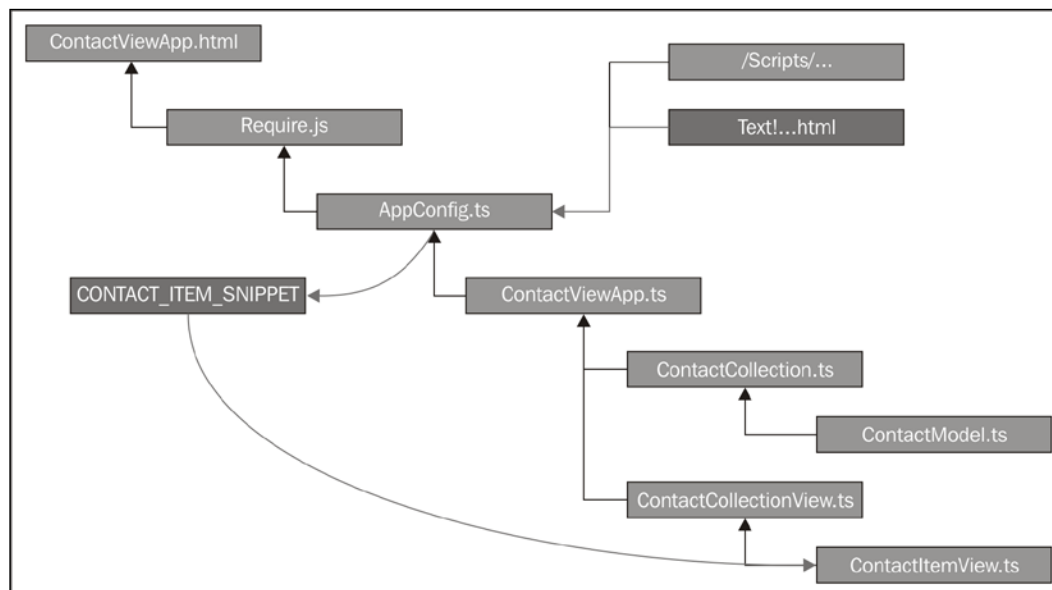 ContactViewApp.html
/Scripts/...
Require.js
Text!...html
AppConfig.ts
CONTACT_ITEM_SNIPPET
ContactViewApp.ts
ContactCollection.ts
ContactModel.ts
ContactCollectionView.ts
ContactItemView.ts